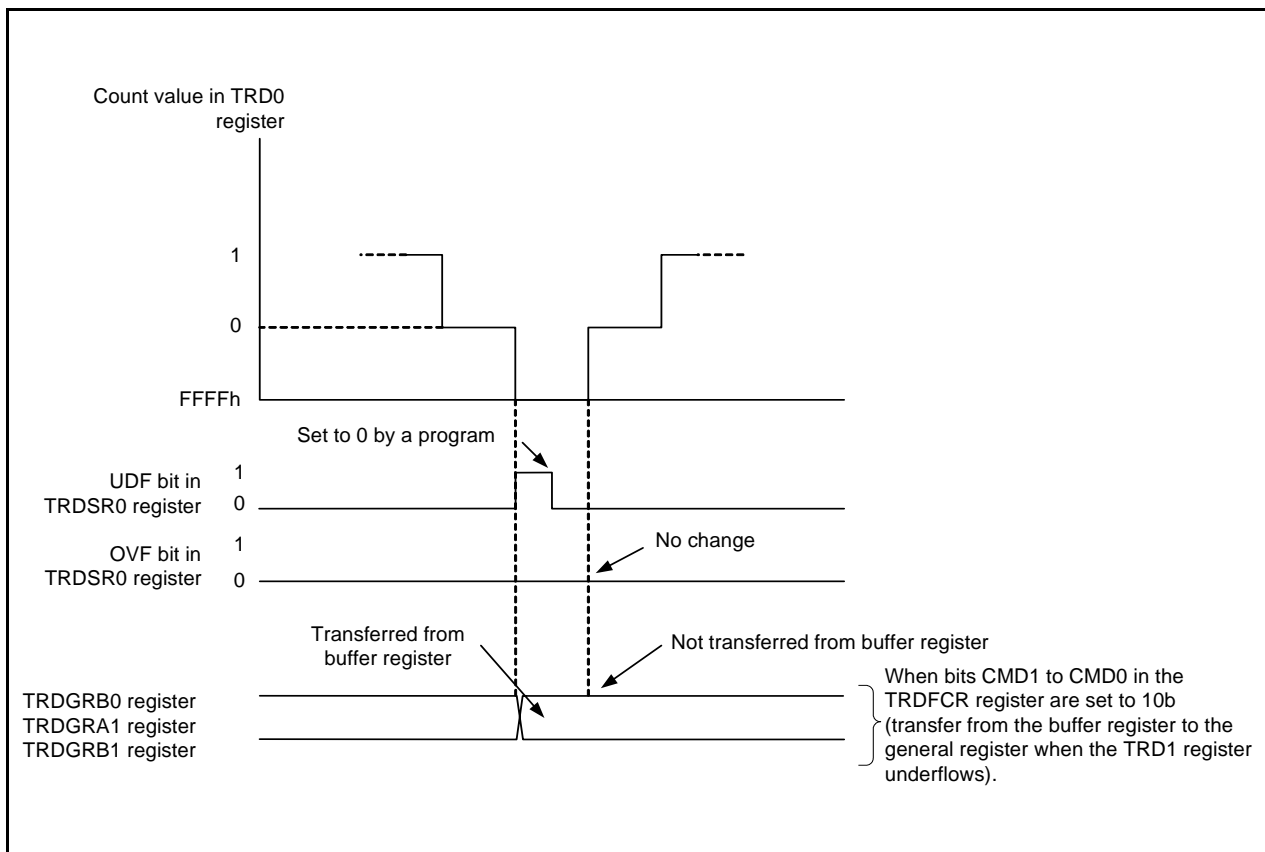 Count value in TRD0
register
1
0
FFFFh
Set to 0 by a program
UDF bit in
TRDSR0 register
1
0
No change
OVF bit in
TRDSR0 register
1
0
Transferred from
buffer register
Not transferred from buffer register
TRDGRB0 register
TRDGRA1 register
TRDGRB1 register
When bits CMD1 to CMD0 in the
TRDFCR register are set to 10b
(transfer from the buffer register to the
general register when the TRD1 register
underflows).